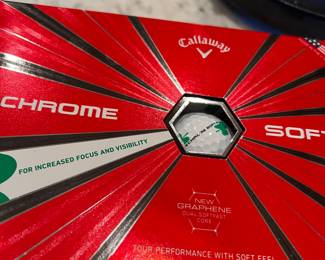 Callaway
CHROME
SOFT
FOR INCREASED FOCUS AND VISIBILITY
NEW
GRAPHENE
DUAL SOFTFAST
CORE
TOUR PERFORMANCE WITH SOFT FEEL